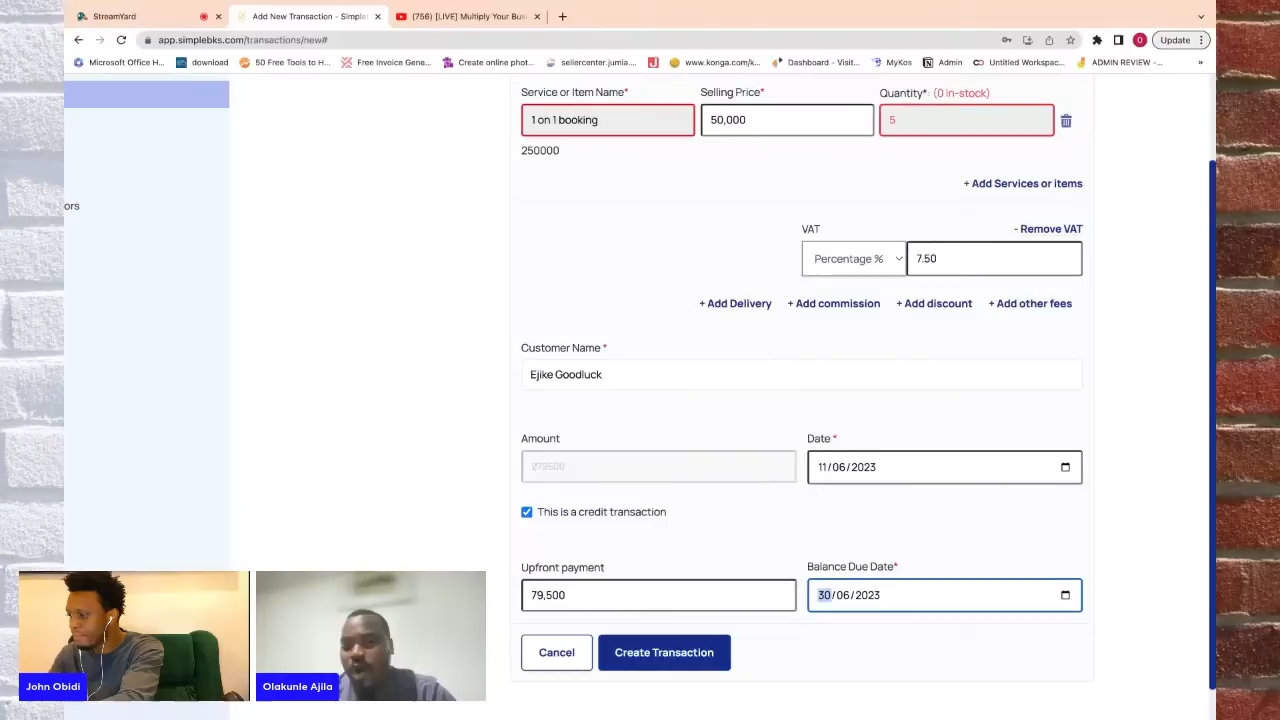 StreamYard
Add New Transaction - Simple
(756) [LIVE] Multiply Your Bus
app.simplebks.com/transactions/new#
O
Update
Microsoft Office H...
download
50 Free Tools to H...
Free Invoice Gene...
Create online phot...
sellercenter.jumia....
www.konga.com/k...
Dashboard - Visit...
MyKos
Admin
Untitled Workspac...
ADMIN REVIEW -...
»
Service or Item Name*
Selling Price*
Quantity*: (0 in-stock)
1 on 1 booking
50,000
5
250000
+ Add Services or items
ors
VAT
- Remove VAT
Percentage %
7.50
+ Add Delivery
+ Add commission
+ Add discount
+ Add other fees
Customer Name *
Ejike Goodluck
Amount
Date *
279500
11/06/2023
This is a credit transaction
Upfront payment
Balance Due Date*
79,500
30/06/2023
Cancel
Create Transaction
John Obidi
Olakunle Ajila